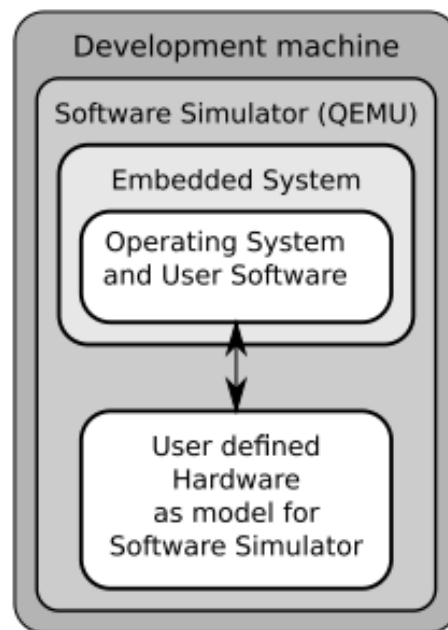 Development machine
Software Simulator (QEMU)
Embedded System
Operating System
and User Software
User defined
Hardware
as model for
Software Simulator